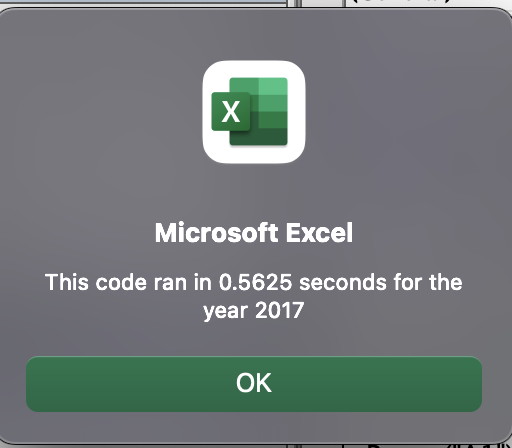 X
Microsoft Excel
This code ran in 0.5625 seconds for the
year 2017
OK